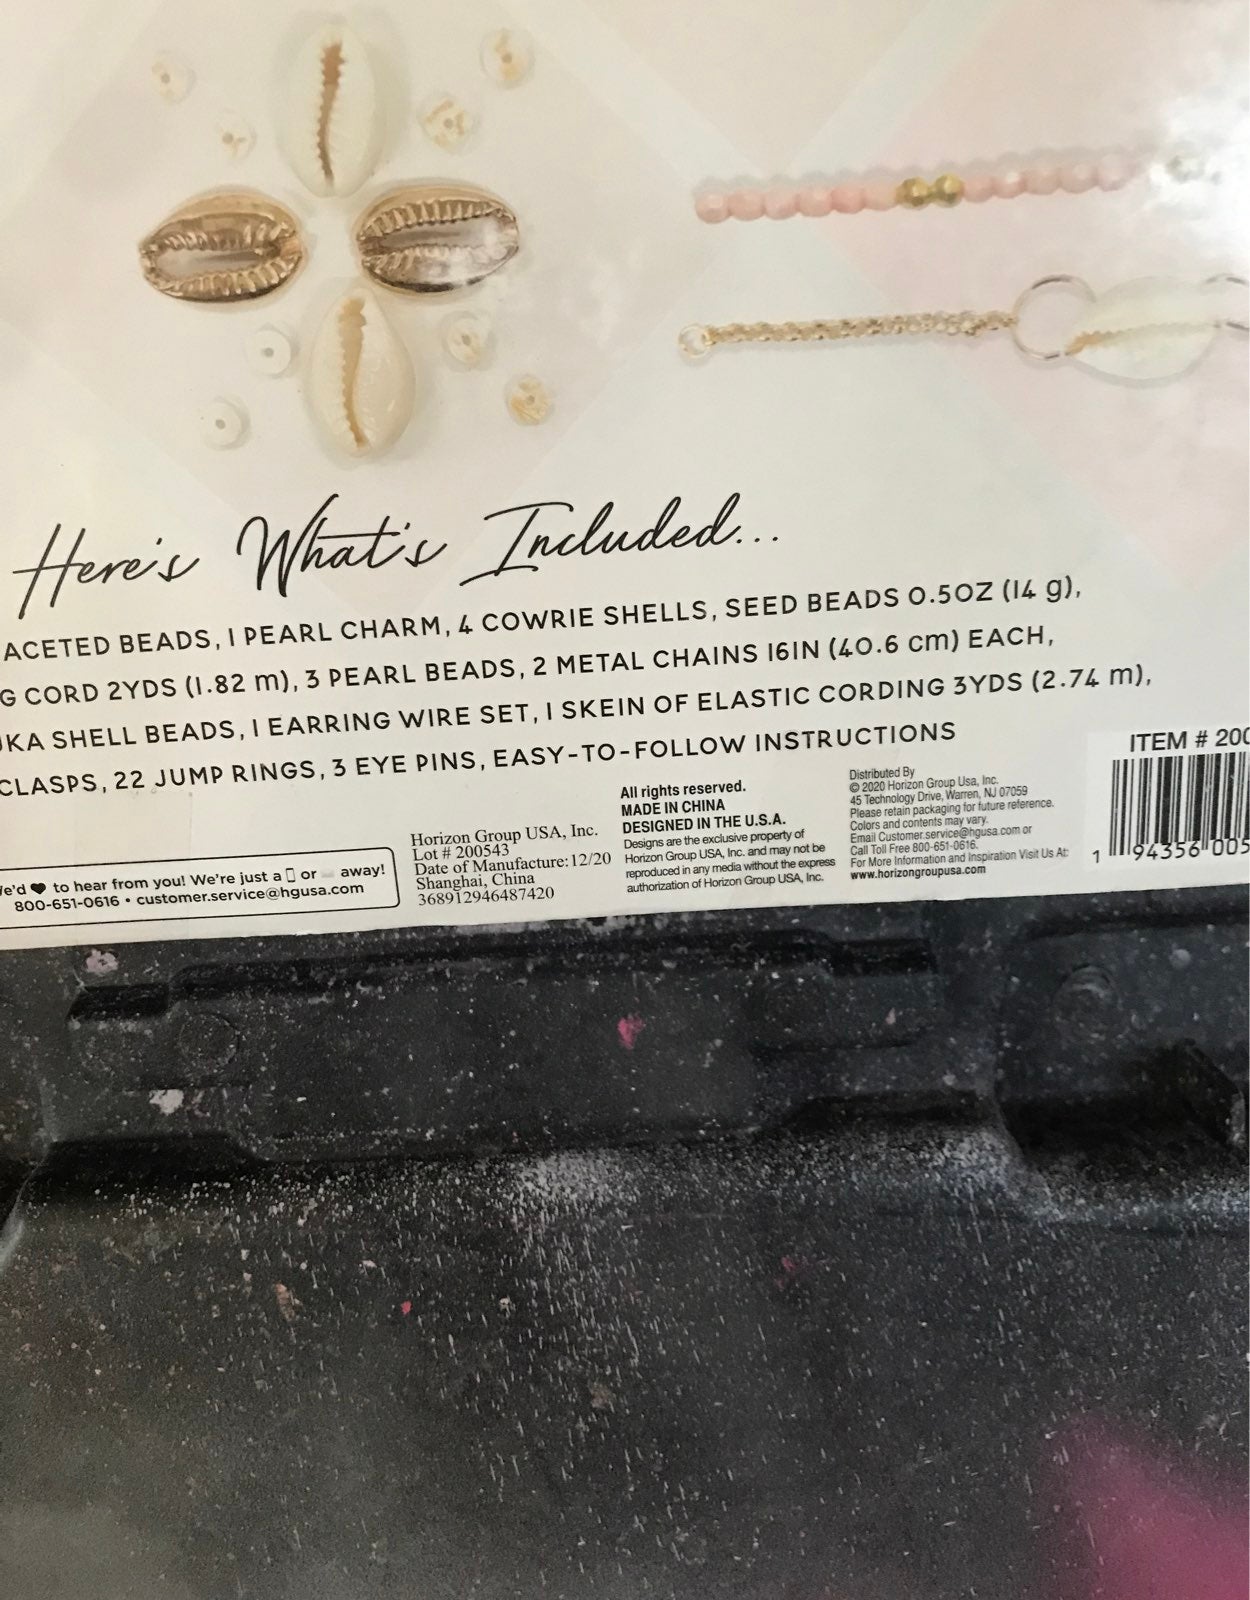 Here's What's Included...
ACETED BEADS, 1 PEARL CHARM, 4 COWRIE SHELLS, SEED BEADS 0.5OZ (14 g),
G CORD 2YDS (1.82 m), 3 PEARL BEADS, 2 METAL CHAINS 16IN (40.6 cm) EACH,
KA SHELL BEADS, 1 EARRING WIRE SET, 1 SKEIN OF ELASTIC CORDING 3YDS (2.74 m),
CLASPS, 22 JUMP RINGS, 3 EYE PINS, EASY-TO-FOLLOW INSTRUCTIONS
e'd ♥ to hear from you! We're just a or away!
800-651-0616 • customer.service@hgusa.com
Horizon Group USA, Inc.
Lot # 200543
Date of Manufacture: 12/20
Shanghai, China
368912946487420
All rights reserved.
MADE IN CHINA
DESIGNED IN THE U.S.A.
Designs are the exclusive property of
Horizon Group USA, Inc. and may not be
reproduced in any media without the express
authorization of Horizon Group USA, Inc.
Distributed By
© 2020 Horizon Group Usa, Inc.
45 Technology Drive, Warren, NJ 07059
Please retain packaging for future reference.
Colors and contents may vary.
Email Customer.service@hgusa.com or
Call Toll Free 800-651-0616.
For More Information and Inspiration Visit Us At:
www.horizongroupusa.com
ITEM # 200
1 94356 005